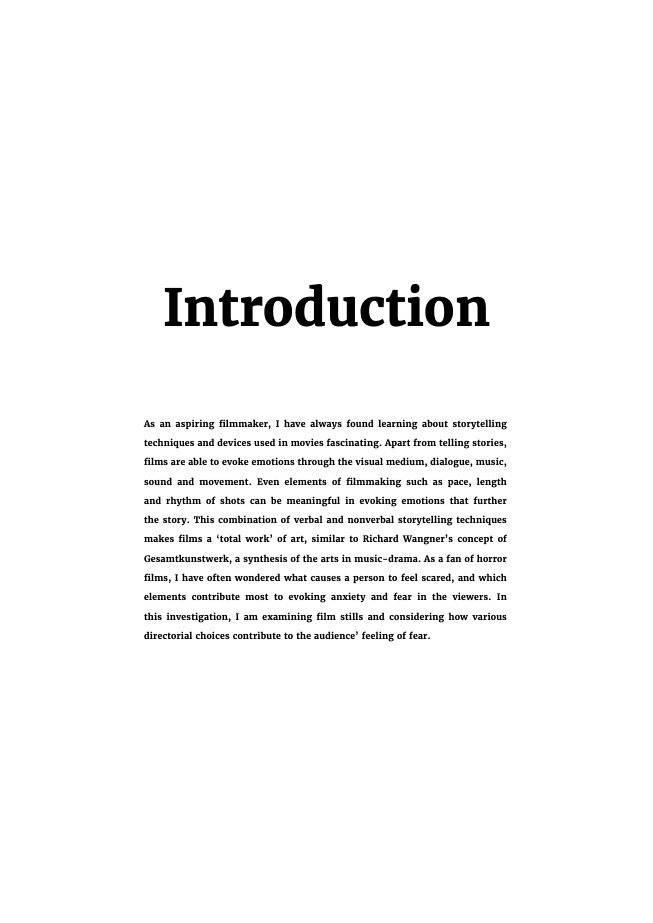 Introduction
As an aspiring filmmaker, I have always found learning about storytelling
techniques and devices used in movies fascinating. Apart from telling stories,
films are able to evoke emotions through the visual medium, dialogue, music,
sound and movement. Even elements of filmmaking such as pace, length
and rhythm of shots can be meaningful in evoking emotions that further
the story. This combination of verbal and nonverbal storytelling techniques
makes films a ‘total work’ of art, similar to Richard Wangner’s concept of
Gesamtkunstwerk, a synthesis of the arts in music-drama. As a fan of horror
films, I have often wondered what causes a person to feel scared, and which
elements contribute most to evoking anxiety and fear in the viewers. In
this investigation, I am examining film stills and considering how various
directorial choices contribute to the audience’ feeling of fear.